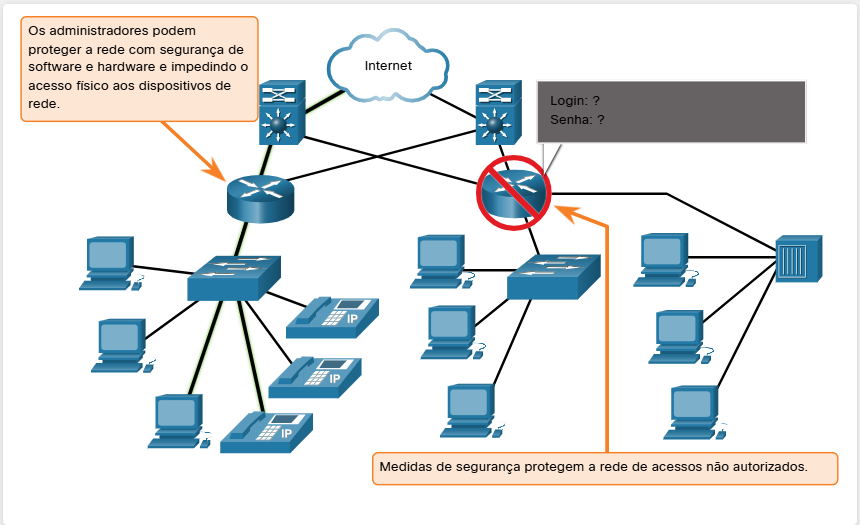 Os administradores podem
proteger a rede com segurança de
software e hardware e impedindo o
acesso físico aos dispositivos de
rede.
Internet
Login: ?
Senha: ?
IP
IP
IP
Medidas de segurança protegem a rede de acessos não autorizados.